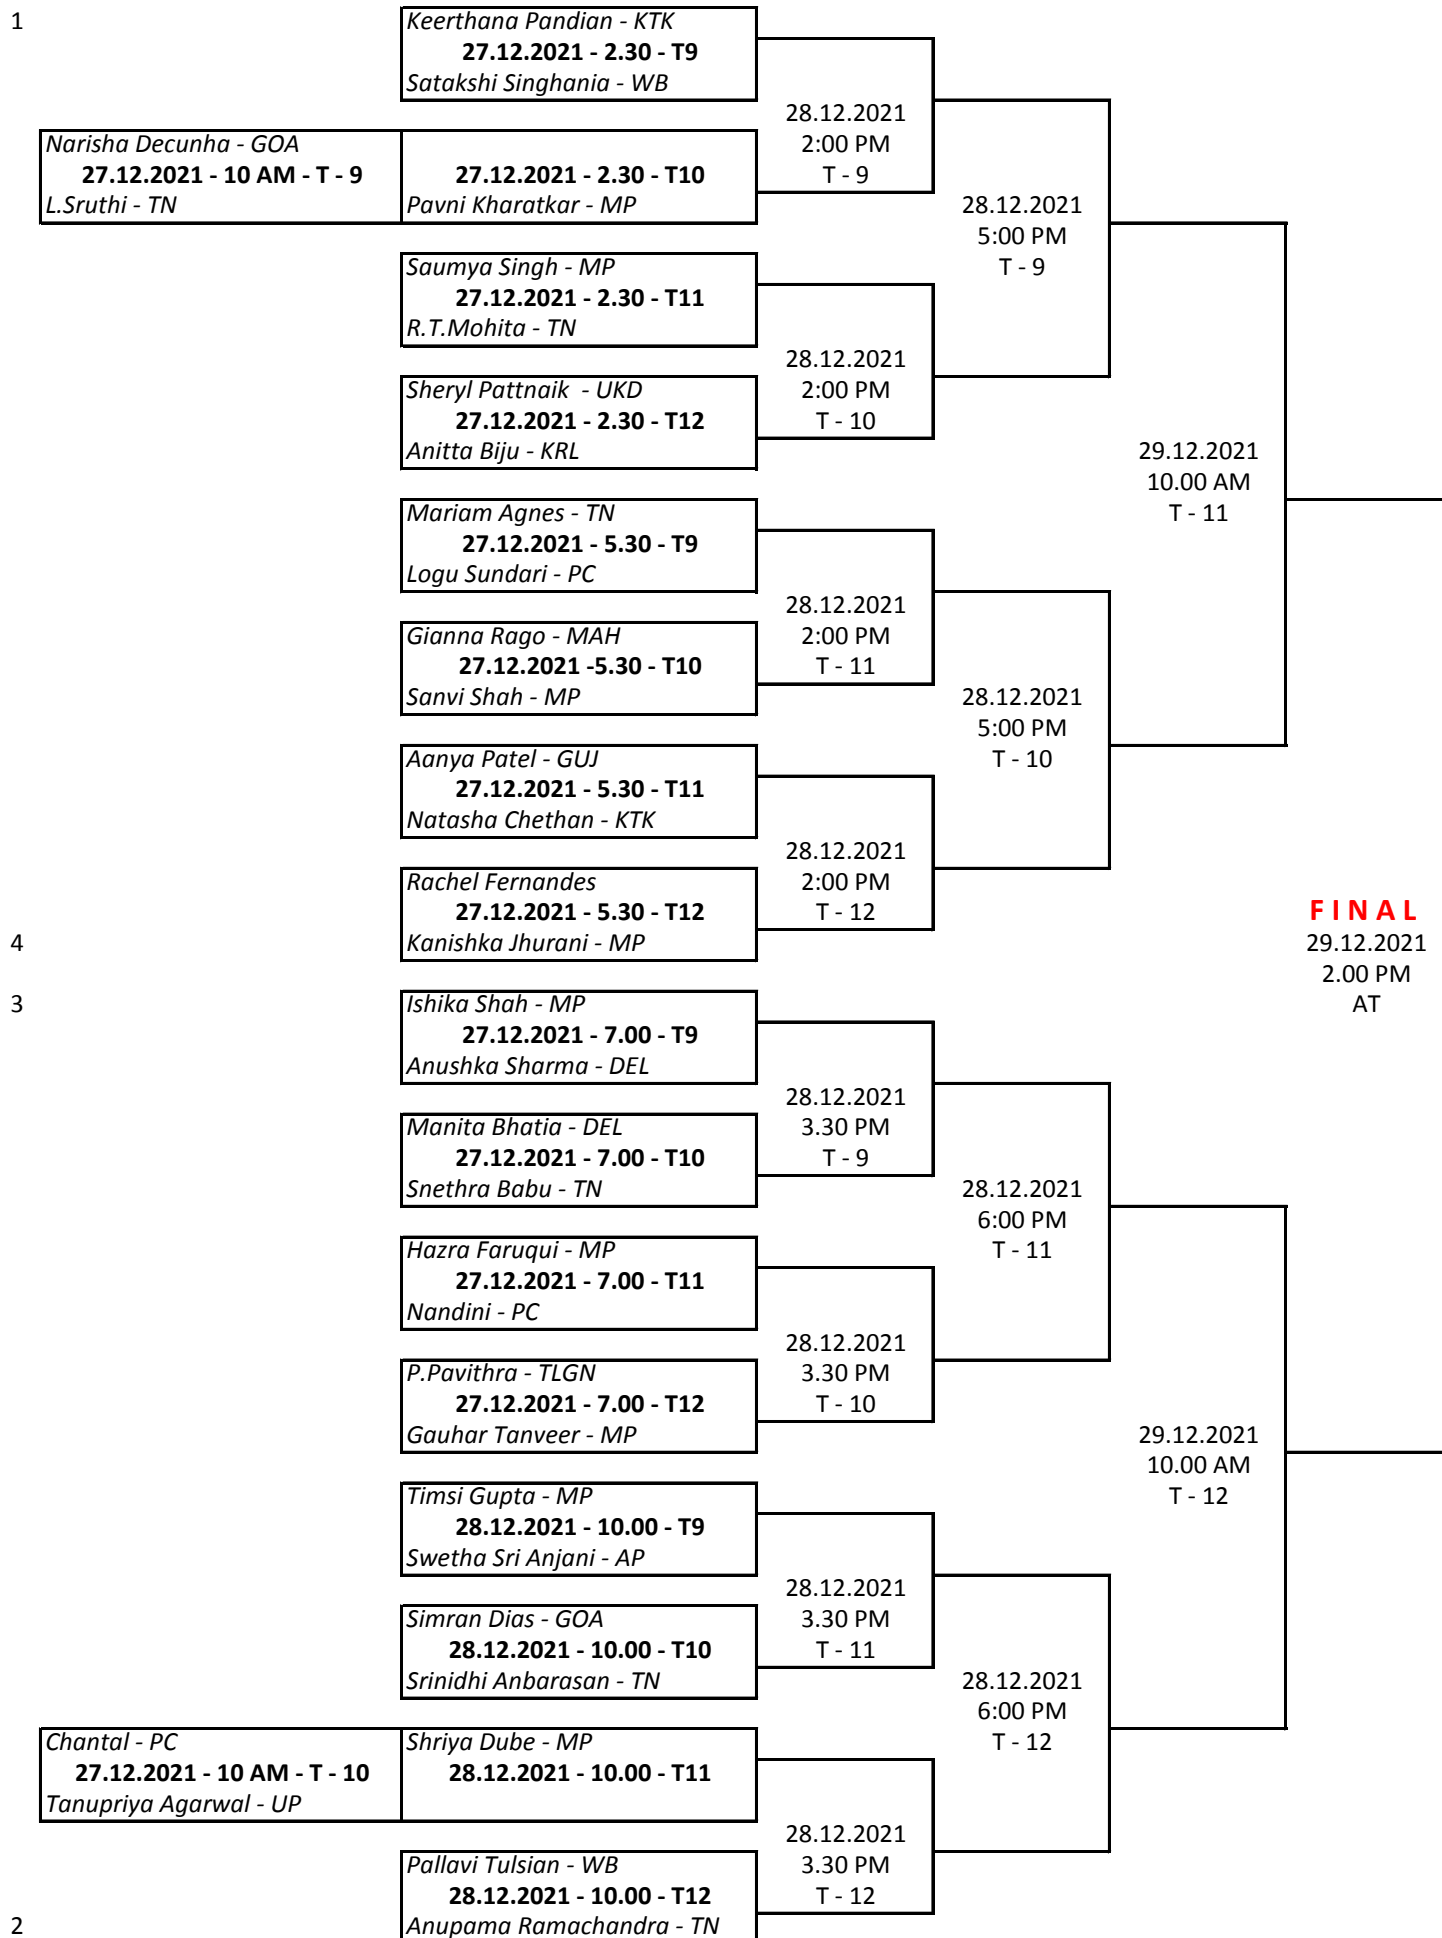 1
Keerthana Pandian - KTK
27.12.2021 - 2.30 - T9
Satakshi Singhania - WB
28.12.2021
2:00 PM
T - 9
Narisha Decunha - GOA
27.12.2021 - 10 AM - T - 9
L.Sruthi - TN
27.12.2021 - 2.30 - T10
Pavni Kharatkar - MP
28.12.2021
5:00 PM
T - 9
Saumya Singh - MP
27.12.2021 - 2.30 - T11
R.T.Mohita - TN
28.12.2021
2:00 PM
T - 10
Sheryl Pattnaik  - UKD
27.12.2021 - 2.30 - T12
Anitta Biju - KRL
29.12.2021
10.00 AM
T - 11
Mariam Agnes - TN
27.12.2021 - 5.30 - T9
Logu Sundari - PC
28.12.2021
2:00 PM
T - 11
Gianna Rago - MAH
27.12.2021 -5.30 - T10
Sanvi Shah - MP
28.12.2021
5:00 PM
T - 10
Aanya Patel - GUJ
27.12.2021 - 5.30 - T11
Natasha Chethan - KTK
28.12.2021
2:00 PM
T - 12
Rachel Fernandes
27.12.2021 - 5.30 - T12
Kanishka Jhurani - MP
4
F I N A L
29.12.2021
2.00 PM
AT
3
Ishika Shah - MP
27.12.2021 - 7.00 - T9
Anushka Sharma - DEL
28.12.2021
3.30 PM
T - 9
Manita Bhatia - DEL
27.12.2021 - 7.00 - T10
Snethra Babu - TN
28.12.2021
6:00 PM
T - 11
Hazra Faruqui - MP
27.12.2021 - 7.00 - T11
Nandini - PC
28.12.2021
3.30 PM
T - 10
P.Pavithra - TLGN
27.12.2021 - 7.00 - T12
Gauhar Tanveer - MP
29.12.2021
10.00 AM
T - 12
Timsi Gupta - MP
28.12.2021 - 10.00 - T9
Swetha Sri Anjani - AP
28.12.2021
3.30 PM
T - 11
Simran Dias - GOA
28.12.2021 - 10.00 - T10
Srinidhi Anbarasan - TN
28.12.2021
6:00 PM
T - 12
Chantal - PC
27.12.2021 - 10 AM - T - 10
Tanupriya Agarwal - UP
Shriya Dube - MP
28.12.2021 - 10.00 - T11
28.12.2021
3.30 PM
T - 12
Pallavi Tulsian - WB
28.12.2021 - 10.00 - T12
Anupama Ramachandra - TN
2